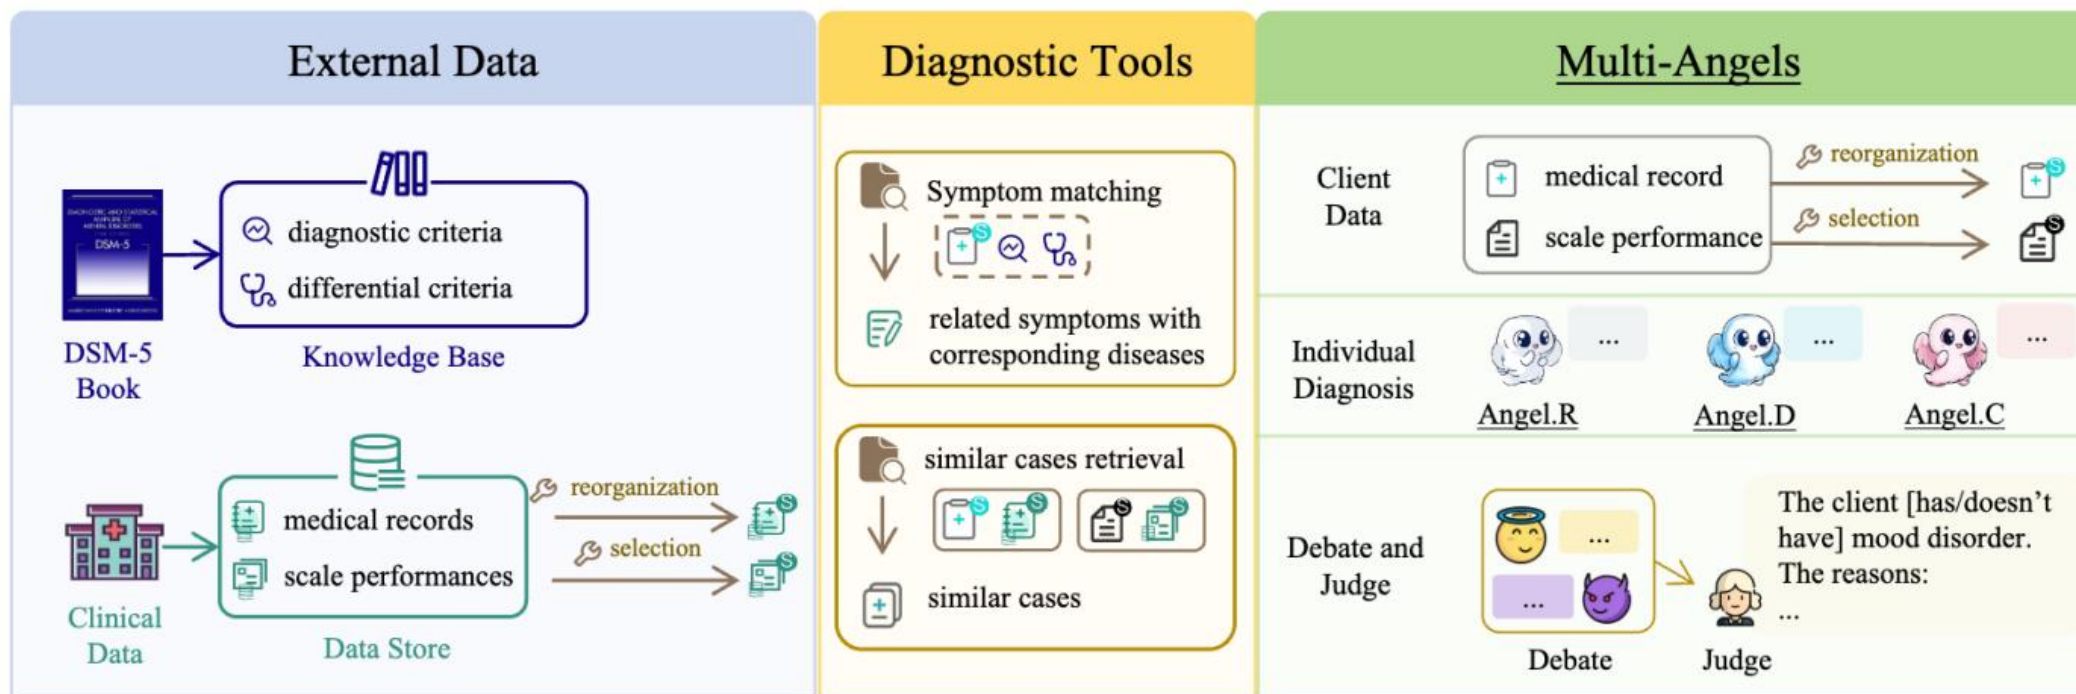 External Data
DSM-5
diagnostic criteria
differential criteria
DSM-5
Book
Knowledge Base
medical records
scale performances
reorganization
selection
S
S
Clinical
Data
Data Store
Diagnostic Tools
Symptom matching
S
related symptoms with
corresponding diseases
similar cases retrieval
S
S
S
S
similar cases
Multi-Angels
Client
Data
medical record
scale performance
reorganization
selection
S
S
Individual
Diagnosis
...
...
...
Angel.R
Angel.D
Angel.C
Debate and
Judge
...
...
Debate
Judge
The client [has/doesn't
have] mood disorder.
The reasons:
...